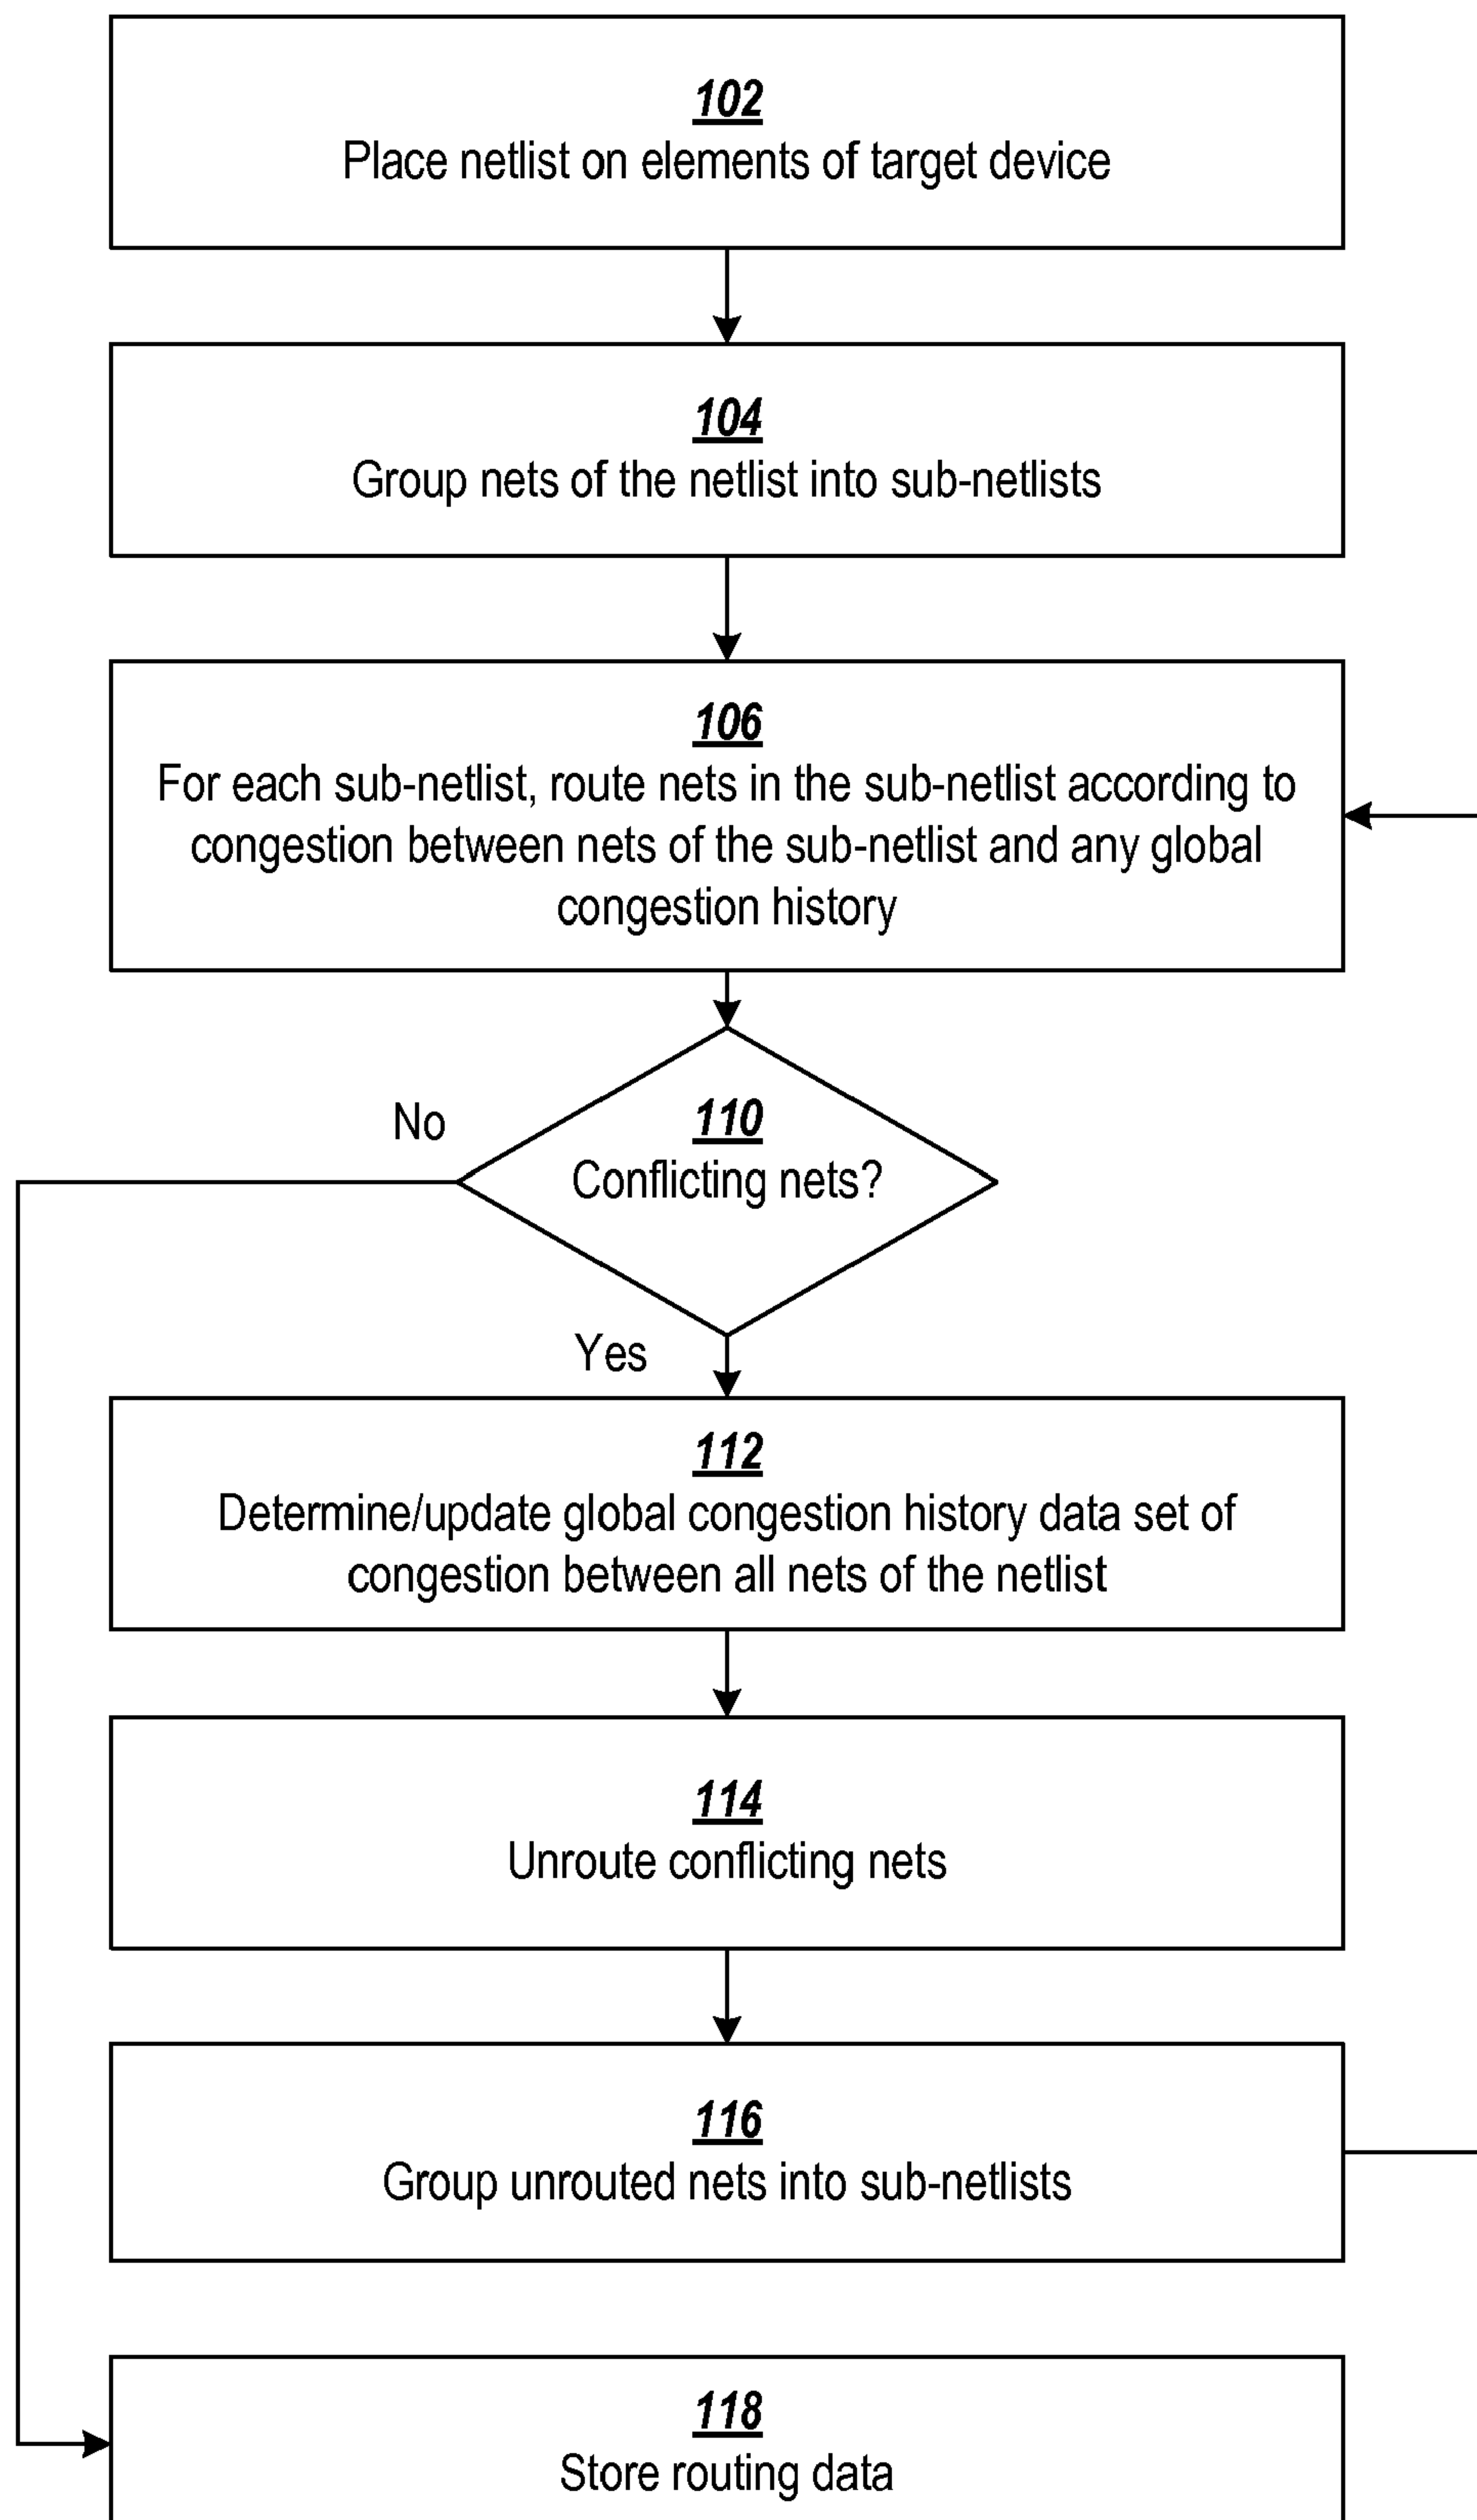 102
Place netlist on elements of target device
104
Group nets of the netlist into sub-netlists
106
For each sub-netlist, route nets in the sub-netlist according to
congestion between nets of the sub-netlist and any global
congestion history
No
110
Conflicting nets?
Yes
112
Determine/update global congestion history data set of
congestion between all nets of the netlist
114
Unroute conflicting nets
116
Group unrouted nets into sub-netlists
118
Store routing data